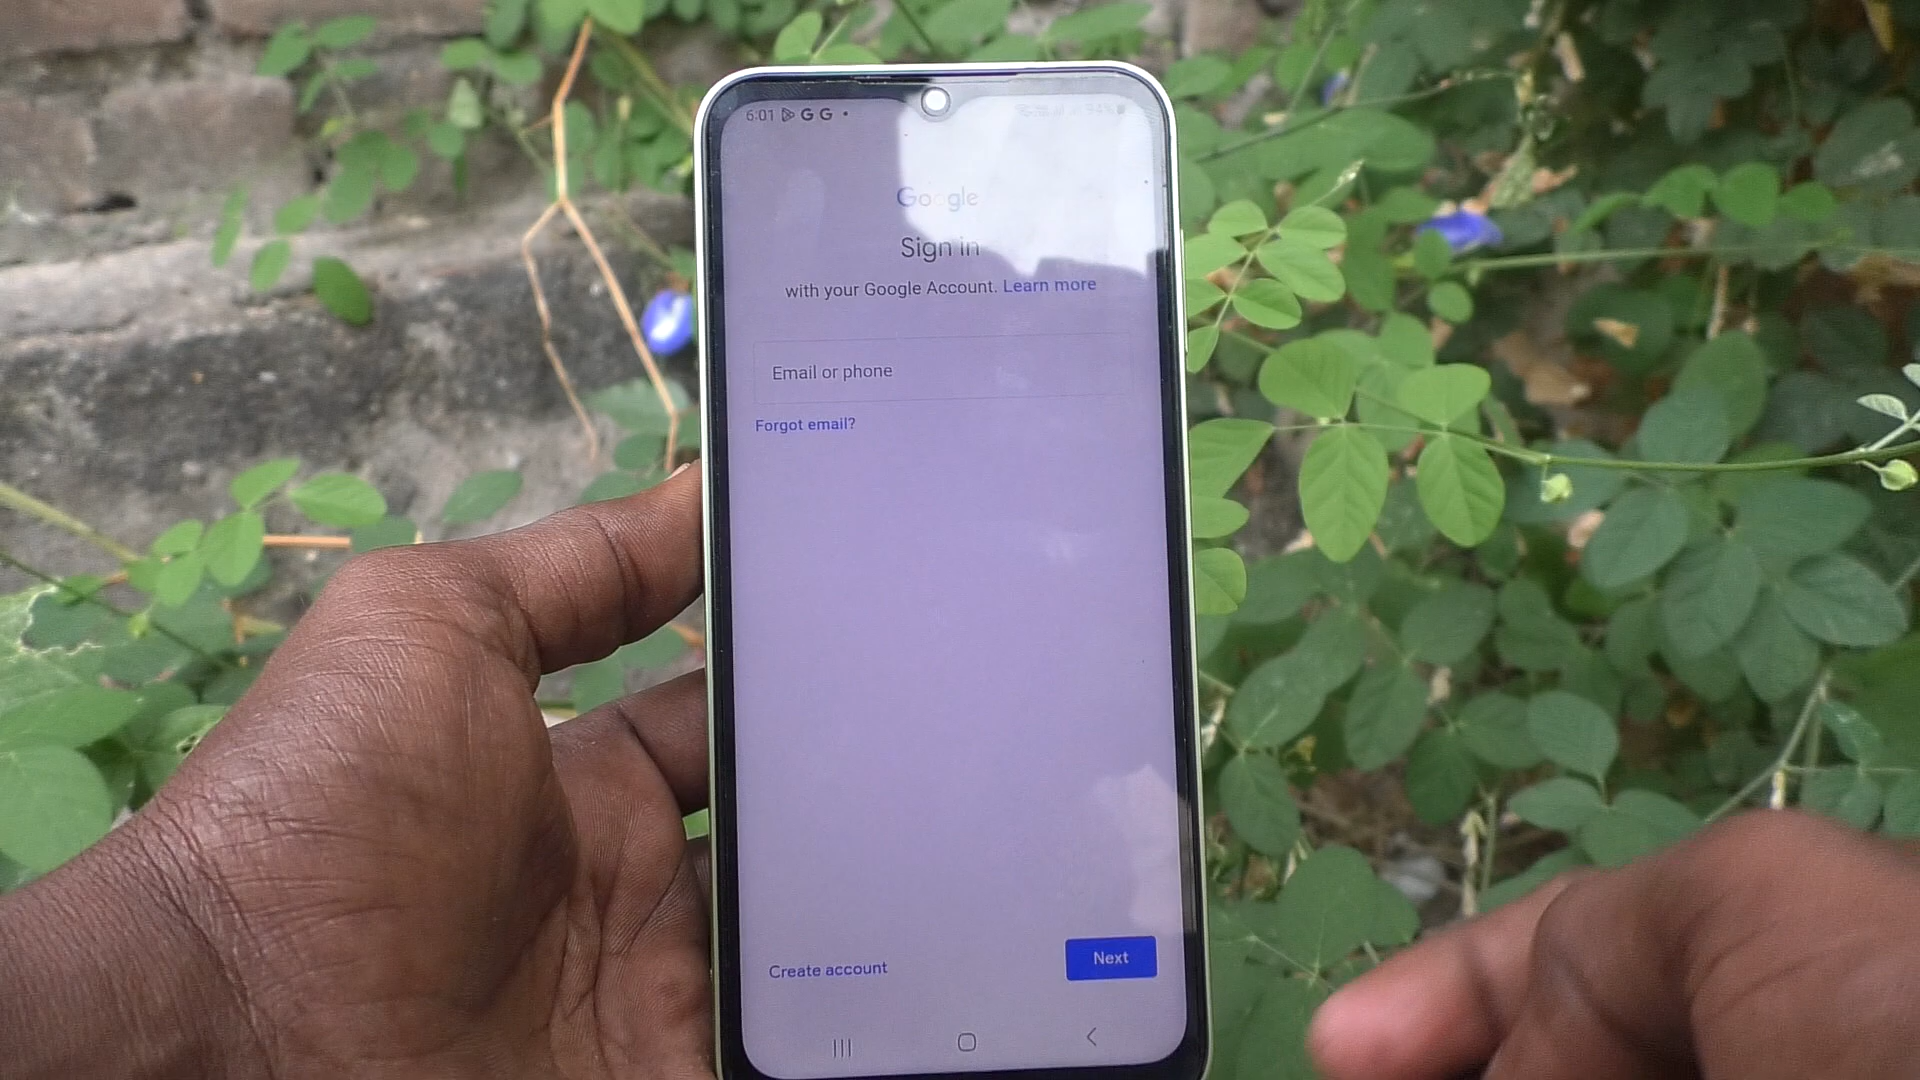 6:01 G G
94%
Google
Sign in
with your Google Account. Learn more
Email or phone
Forgot email?
Create account
Next